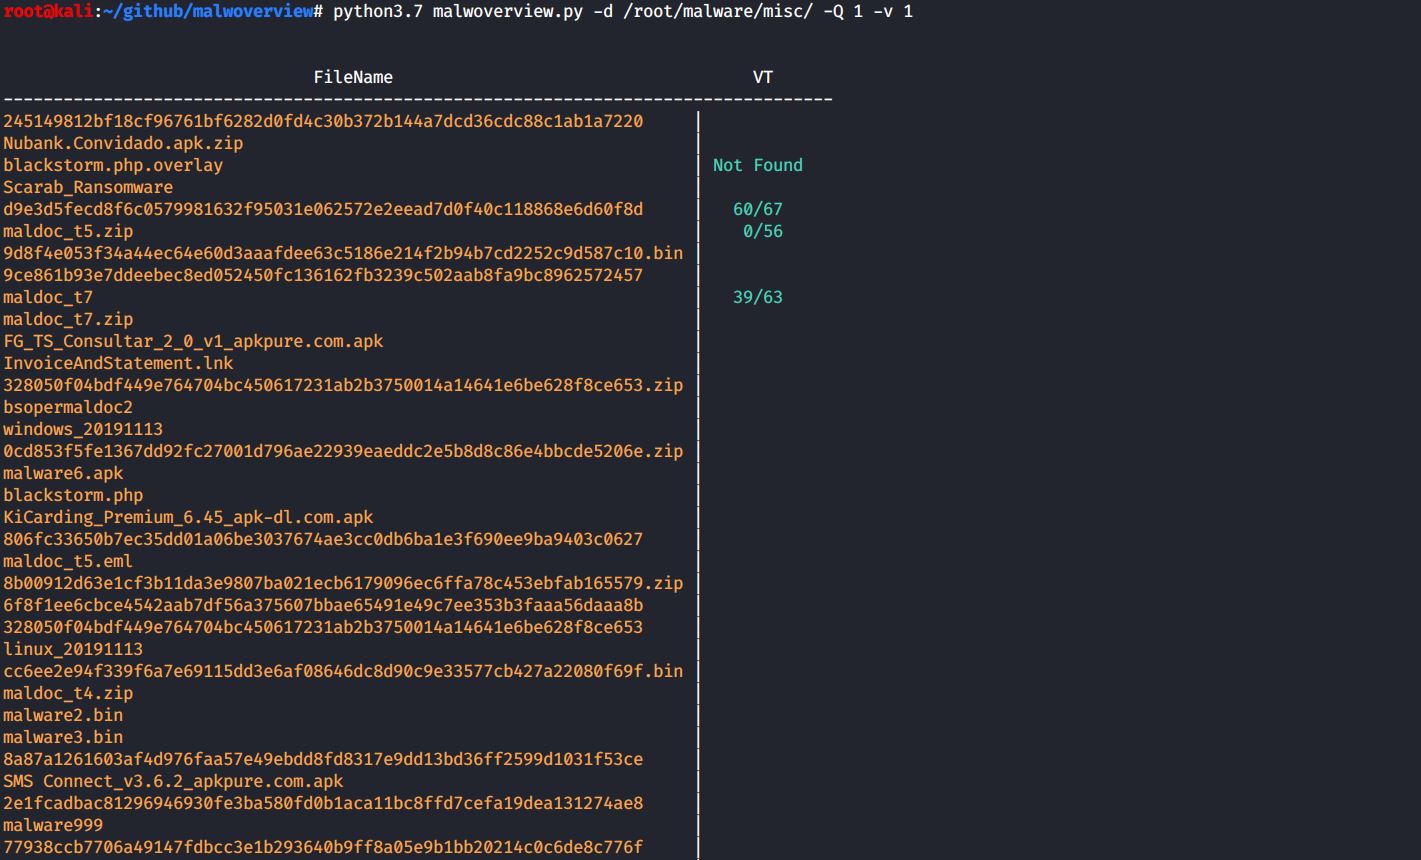 root@kali:~/github/malwoverview# python3.7 malwoverview.py -d /root/malware/misc/ -Q 1 -v 1
FileName VT
-----------------------------------------------------------------------------------
245149812bf18cf96761bf6282d0fd4c30b372b144a7dcd36cdc88c1ab1a7220 |
Nubank.Convidado.apk.zip |
blackstorm.php.overlay | Not Found
Scarab_Ransomware |
d9e3d5fecd8f6c0579981632f95031e062572e2eead7d0f40c118868e6d60f8d | 60/67
maldoc_t5.zip | 0/56
9d8f4e053f34a44ec64e60d3aaafdee63c5186e214f2b94b7cd2252c9d587c10.bin |
9ce861b93e7ddeebec8ed052450fc136162fb3239c502aab8fa9bc8962572457 |
maldoc_t7 | 39/63
maldoc_t7.zip |
FG_TS_Consultar_2_0_v1_apkpure.com.apk |
InvoiceAndStatement.lnk |
328050f04bdf449e764704bc450617231ab2b3750014a14641e6be628f8ce653.zip |
bsopermaldoc2 |
windows_20191113 |
0cd853f5fe1367dd92fc27001d796ae22939eaeddc2e5b8d8c86e4bbcde5206e.zip |
malware6.apk |
blackstorm.php |
KiCarding_Premium_6.45_apk-dl.com.apk |
806fc33650b7ec35dd01a06be3037674ae3cc0db6ba1e3f690ee9ba9403c0627 |
maldoc_t5.eml |
8b00912d63e1cf3b11da3e9807ba021ecb6179096ec6ffa78c453ebfab165579.zip |
6f8f1ee6cbce4542aab7df56a375607bbae65491e49c7ee353b3faaa56daaa8b |
328050f04bdf449e764704bc450617231ab2b3750014a14641e6be628f8ce653 |
linux_20191113 |
cc6ee2e94f339f6a7e69115dd3e6af08646dc8d90c9e33577cb427a22080f69f.bin |
maldoc_t4.zip |
malware2.bin |
malware3.bin |
8a87a1261603af4d976faa57e49ebdd8fd8317e9dd13bd36ff2599d1031f53ce |
SMS Connect_v3.6.2_apkpure.com.apk |
2e1fcadbac81296946930fe3ba580fd0b1aca11bc8ffd7cefa19dea131274ae8 |
malware999 |
77938ccb7706a49147fdbcc3e1b293640b9ff8a05e9b1bb20214c0c6de8c776f |